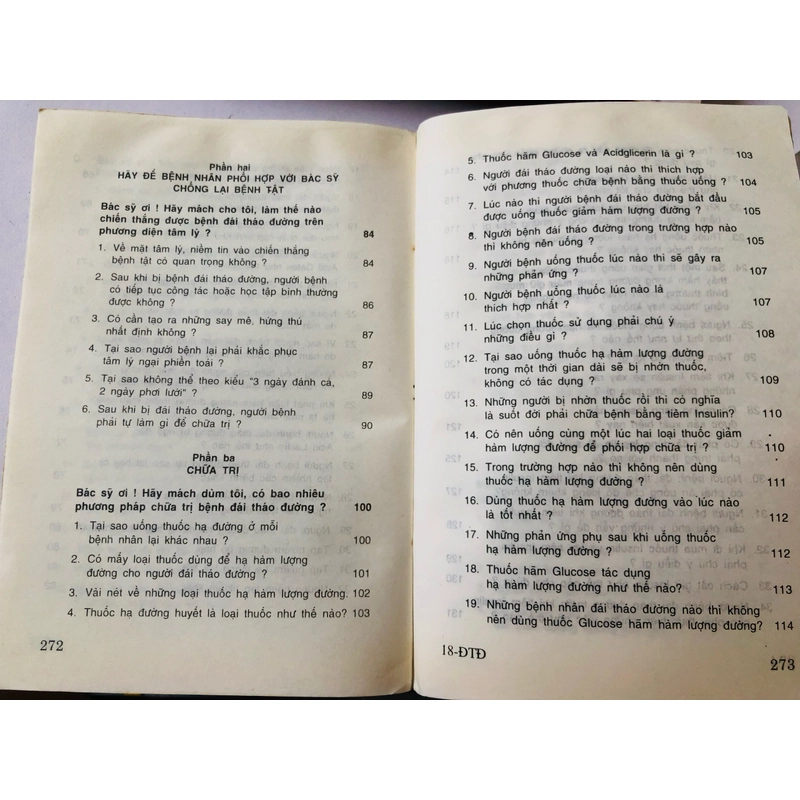 Phần hai
HÃY ĐỂ BỆNH NHÂN PHỐI HỢP VỚI BÁC SỸ
CHỐNG LẠI BỆNH TẬT
Bác sỹ ơi ! Hãy mách cho tôi, làm thế nào
chiến thắng được bệnh đái tháo đường trên
phương diện tâm lý ? 84
1. Về mặt tâm lý, niềm tin vào chiến thắng
bệnh tật có quan trọng không ? 84
2. Sau khi bị bệnh đái tháo đường, người bệnh
có tiếp tục công tác hoặc học tập bình thường
được không ? 86
3. Có cần tạo ra những say mê, hứng thú
nhất định không ? 87
4. Tại sao người bệnh lại phải khắc phục
tâm lý ngại phiền toái ? 87
5. Tại sao không thể theo kiểu "3 ngày đánh cá,
2 ngày phơi lưới" ? 89
6. Sau khi bị đái tháo đường, người bệnh
phải tự làm gì để chữa trị ? 90
Phần ba
CHỮA TRỊ
Bác sỹ ơi ! Hãy mách dùm tôi, có bao nhiêu
phương pháp chữa trị bệnh đái tháo đường ? 100
1. Tại sao uống thuốc hạ đường ở mỗi
bệnh nhân lại khác nhau ? 100
2. Có mấy loại thuốc dùng để hạ hàm lượng
đường cho người đái tháo đường ? 101
3. Vài nét về những loại thuốc hạ hàm lượng đường. 102
4. Thuốc hạ đường huyết là loại thuốc như thế nào? 103
272
5. Thuốc hãm Glucose và Acidglicerin là gì ? 103
6. Người đái tháo đường loại nào thì thích hợp
với phương thuốc chữa bệnh bằng thuốc uống ? 104
7. Lúc nào thì người bệnh đái tháo đường bắt đầu
được uống thuốc giảm hàm lượng đường ? 105
8. Người bệnh đái tháo đường trong trường hợp nào
thì không nên uống ? 105
9. Người bệnh uống thuốc lúc nào thì sẽ gây ra
những phản ứng ? 107
10. Người bệnh uống thuốc lúc nào là
thích hợp nhất ? 107
11. Lúc chọn thuốc sử dụng phải chú ý
những điều gì ? 108
12. Tại sao uống thuốc hạ hàm lượng đường
trong một thời gian dài sẽ bị nhờn thuốc,
không có tác dụng ? 109
13. Những người bị nhờn thuốc rồi thì có nghĩa
là suốt đời phải chữa bệnh bằng tiêm Insulin? 110
14. Có nên uống cùng một lúc hai loại thuốc giảm
hàm lượng đường để phối hợp chữa trị ? 110
15. Trong trường hợp nào thì không nên dùng
thuốc hạ hàm lượng đường ? 111
16. Dùng thuốc hạ hàm lượng đường vào lúc nào
là tốt nhất ? 112
17. Những phản ứng phụ sau khi uống thuốc
hạ hàm lượng đường ? 112
18. Thuốc hãm Glucose tác dụng
hạ hàm lượng đường như thế nào? 113
19. Những bệnh nhân đái tháo đường nào thì không
nên dùng thuốc Glucose hãm hàm lượng đường? 114
18-ĐTĐ
273